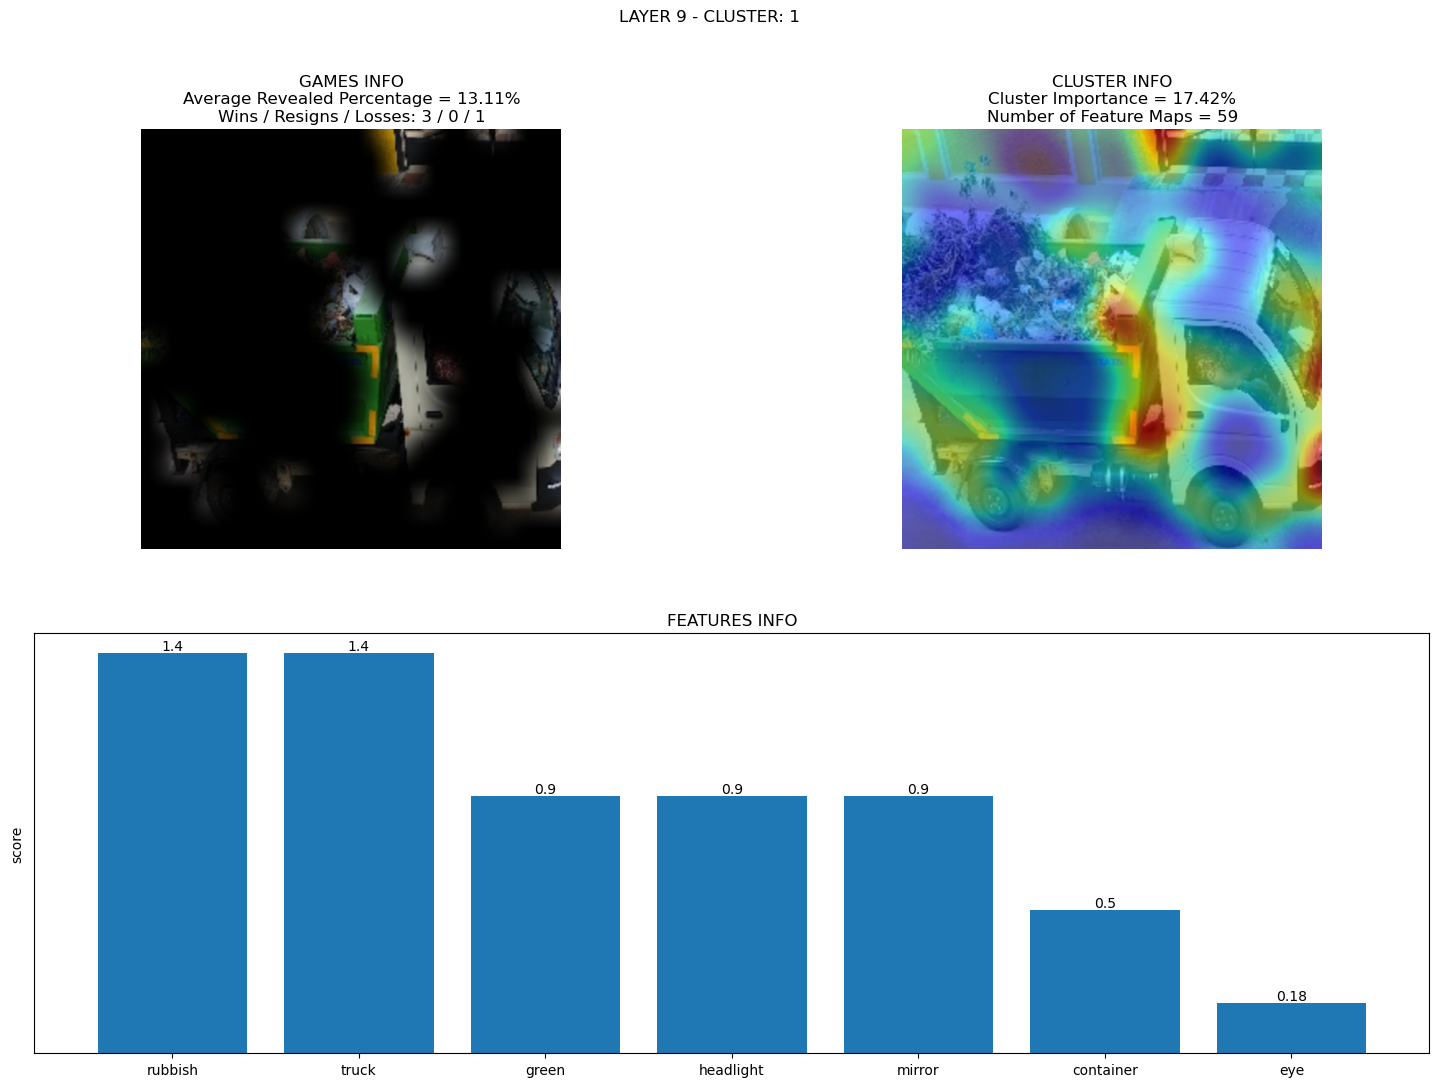 LAYER 9 - CLUSTER: 1
GAMES INFO
Average Revealed Percentage = 13.11%
Wins / Resigns / Losses: 3 / 0 / 1
CLUSTER INFO
Cluster Importance = 17.42%
Number of Feature Maps = 59
FEATURES INFO
score
1.4
1.4
0.9
0.9
0.9
0.5
0.18
rubbish
truck
green
headlight
mirror
container
eye